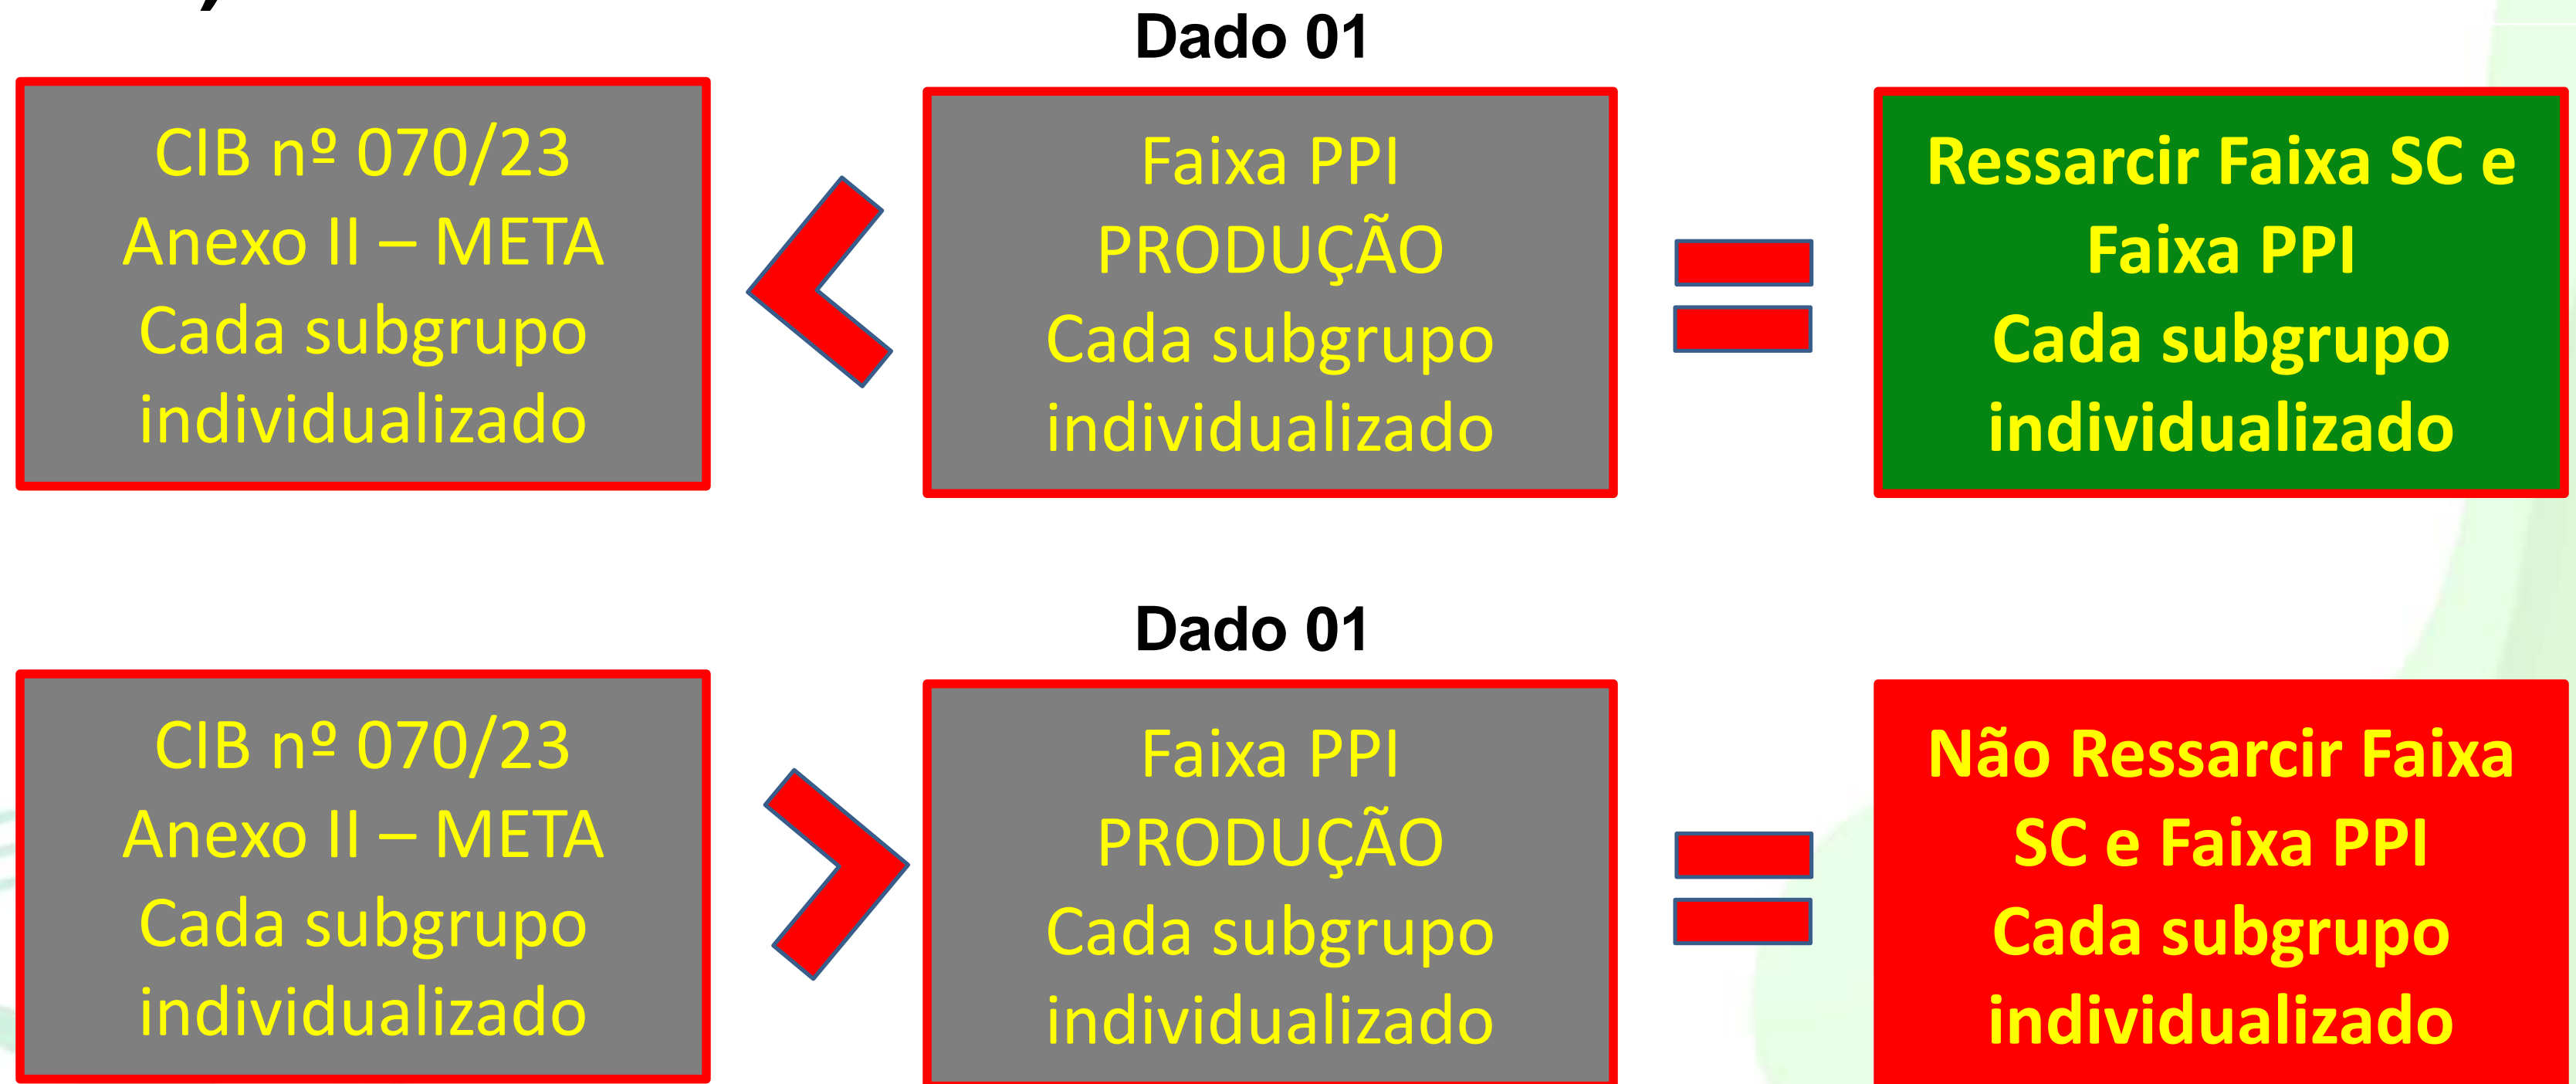 Dado 01
CIB nº 070/23
Anexo II – META
Cada subgrupo
individualizado
Faixa PPI
PRODUÇÃO
Cada subgrupo
individualizado
Ressarcir Faixa SC e
Faixa PPI
Cada subgrupo
individualizado
Dado 01
CIB nº 070/23
Anexo II – META
Cada subgrupo
individualizado
Faixa PPI
PRODUÇÃO
Cada subgrupo
individualizado
Não Ressarcir Faixa
SC e Faixa PPI
Cada subgrupo
individualizado